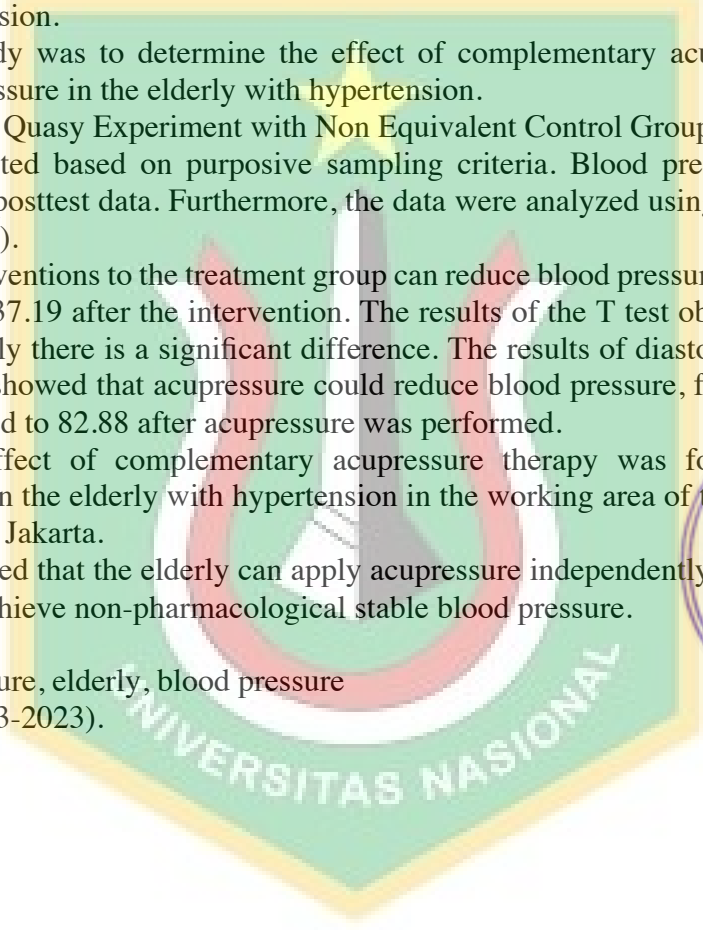 sion.
dy was to determine the effect of complementary acu
ssure in the elderly with hypertension.
Quasy Experiment with Non Equivalent Control Group
ted based on purposive sampling criteria. Blood pre
posttest data. Furthermore, the data were analyzed using
).
ventions to the treatment group can reduce blood pressur
37.19 after the intervention. The results of the T test ob
ly there is a significant difference. The results of diasto
showed that acupressure could reduce blood pressure, f
d to 82.88 after acupressure was performed.
ffect of complementary acupressure therapy was fo
n the elderly with hypertension in the working area of t
Jakarta.
ed that the elderly can apply acupressure independently
hieve non-pharmacological stable blood pressure.
ure, elderly, blood pressure
3-2023).
UNIVERSITAS NASIONAL